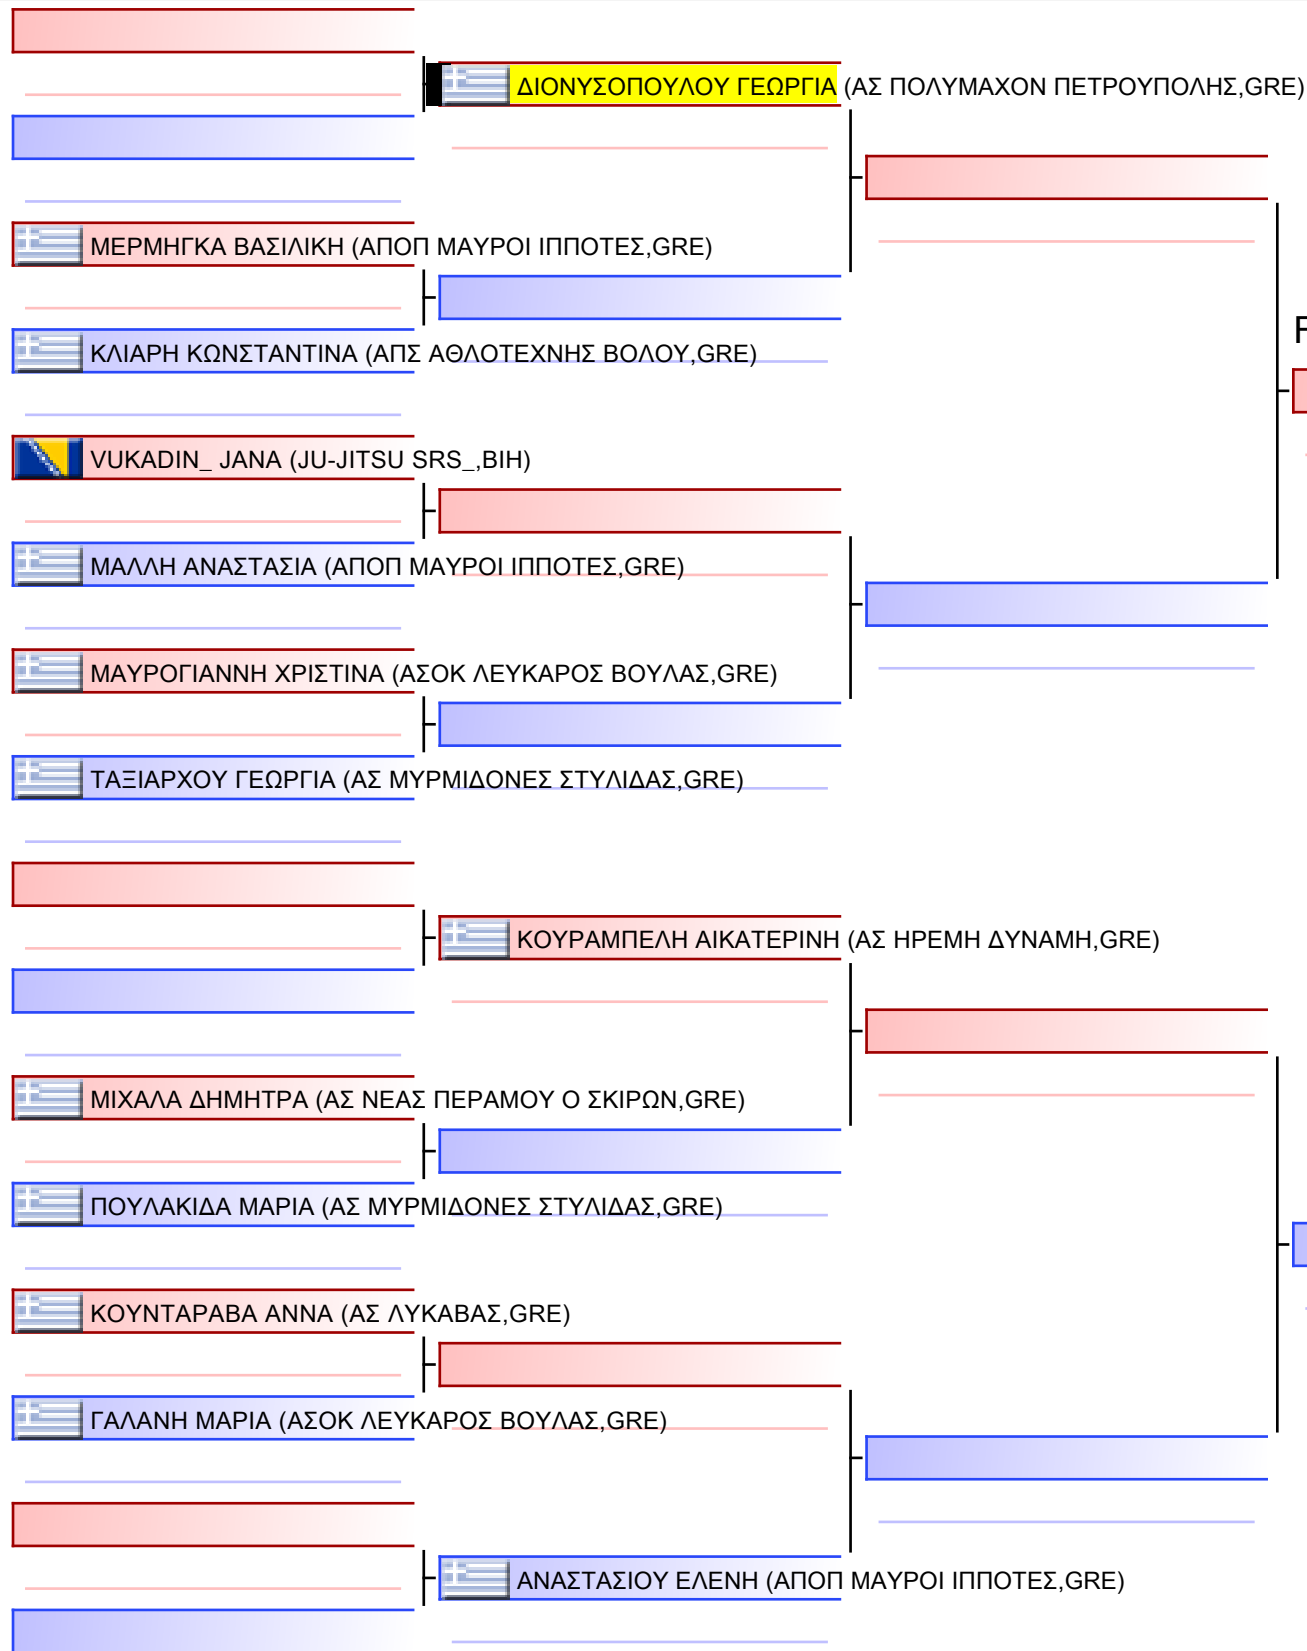 ΔΙΟΝΥΣΟΠΟΥΛΟΥ ΓΕΩΡΓΙΑ (ΑΣ ΠΟΛΥΜΑΧΟΝ ΠΕΤΡΟΥΠΟΛΗΣ,GRE)
ΜΕΡΜΗΓΚΑ ΒΑΣΙΛΙΚΗ (ΑΠΟΠ ΜΑΥΡΟΙ ΙΠΠΟΤΕΣ,GRE)
F
ΚΛΙΑΡΗ ΚΩΝΣΤΑΝΤΙΝΑ (ΑΠΣ ΑΘΛΟΤΕΧΝΗΣ ΒΟΛΟΥ,GRE)
VUKADIN_ JANA (JU-JITSU SRS_,BIH)
ΜΑΛΛΗ ΑΝΑΣΤΑΣΙΑ (ΑΠΟΠ ΜΑΥΡΟΙ ΙΠΠΟΤΕΣ,GRE)
ΜΑΥΡΟΓΙΑΝΝΗ ΧΡΙΣΤΙΝΑ (ΑΣΟΚ ΛΕΥΚΑΡΟΣ ΒΟΥΛΑΣ,GRE)
ΤΑΞΙΑΡΧΟΥ ΓΕΩΡΓΙΑ (ΑΣ ΜΥΡΜΙΔΟΝΕΣ ΣΤΥΛΙΔΑΣ,GRE)
ΚΟΥΡΑΜΠΕΛΗ ΑΙΚΑΤΕΡΙΝΗ (ΑΣ ΗΡΕΜΗ ΔΥΝΑΜΗ,GRE)
ΜΙΧΑΛΑ ΔΗΜΗΤΡΑ (ΑΣ ΝΕΑΣ ΠΕΡΑΜΟΥ Ο ΣΚΙΡΩΝ,GRE)
ΠΟΥΛΑΚΙΔΑ ΜΑΡΙΑ (ΑΣ ΜΥΡΜΙΔΟΝΕΣ ΣΤΥΛΙΔΑΣ,GRE)
ΚΟΥΝΤΑΡΑΒΑ ΑΝΝΑ (ΑΣ ΛΥΚΑΒΑΣ,GRE)
ΓΑΛΑΝΗ ΜΑΡΙΑ (ΑΣΟΚ ΛΕΥΚΑΡΟΣ ΒΟΥΛΑΣ,GRE)
ΑΝΑΣΤΑΣΙΟΥ ΕΛΕΝΗ (ΑΠΟΠ ΜΑΥΡΟΙ ΙΠΠΟΤΕΣ,GRE)